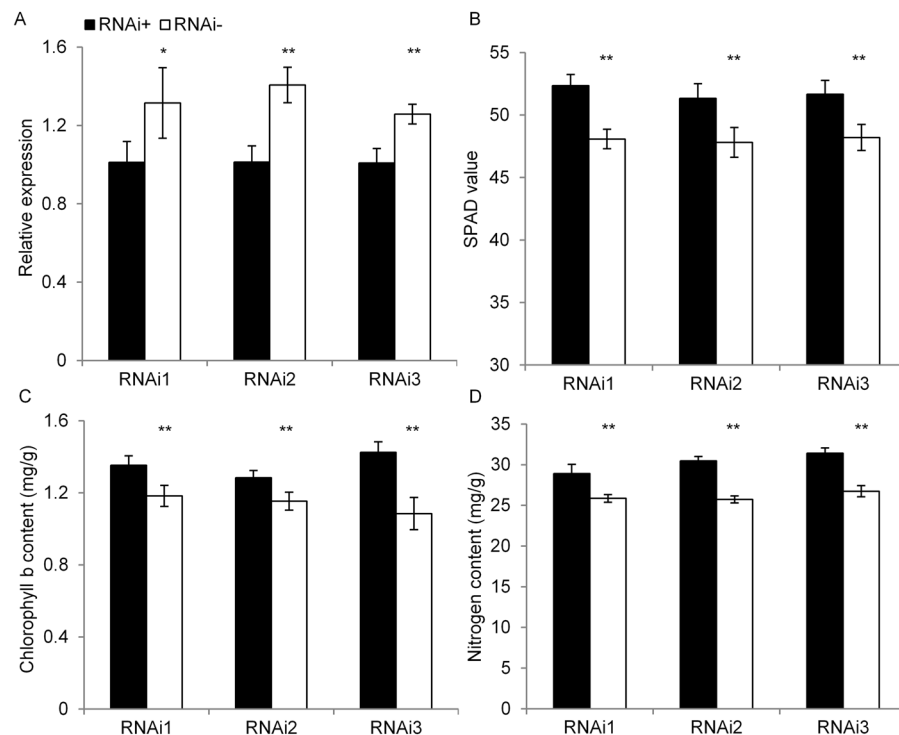 A
■ RNAi+ □ RNAi-
Relative expression
1.6
1.2
0.8
0.4
0
* ** **
RNAi1 RNAi2 RNAi3
B
SPAD value
55
50
45
40
35
30
** ** **
RNAi1 RNAi2 RNAi3
C
Chlorophyll b content (mg/g)
1.6
1.2
0.8
0.4
0
** ** **
RNAi1 RNAi2 RNAi3
D
Nitrogen content (mg/g)
35
30
25
20
15
10
5
0
** ** **
RNAi1 RNAi2 RNAi3